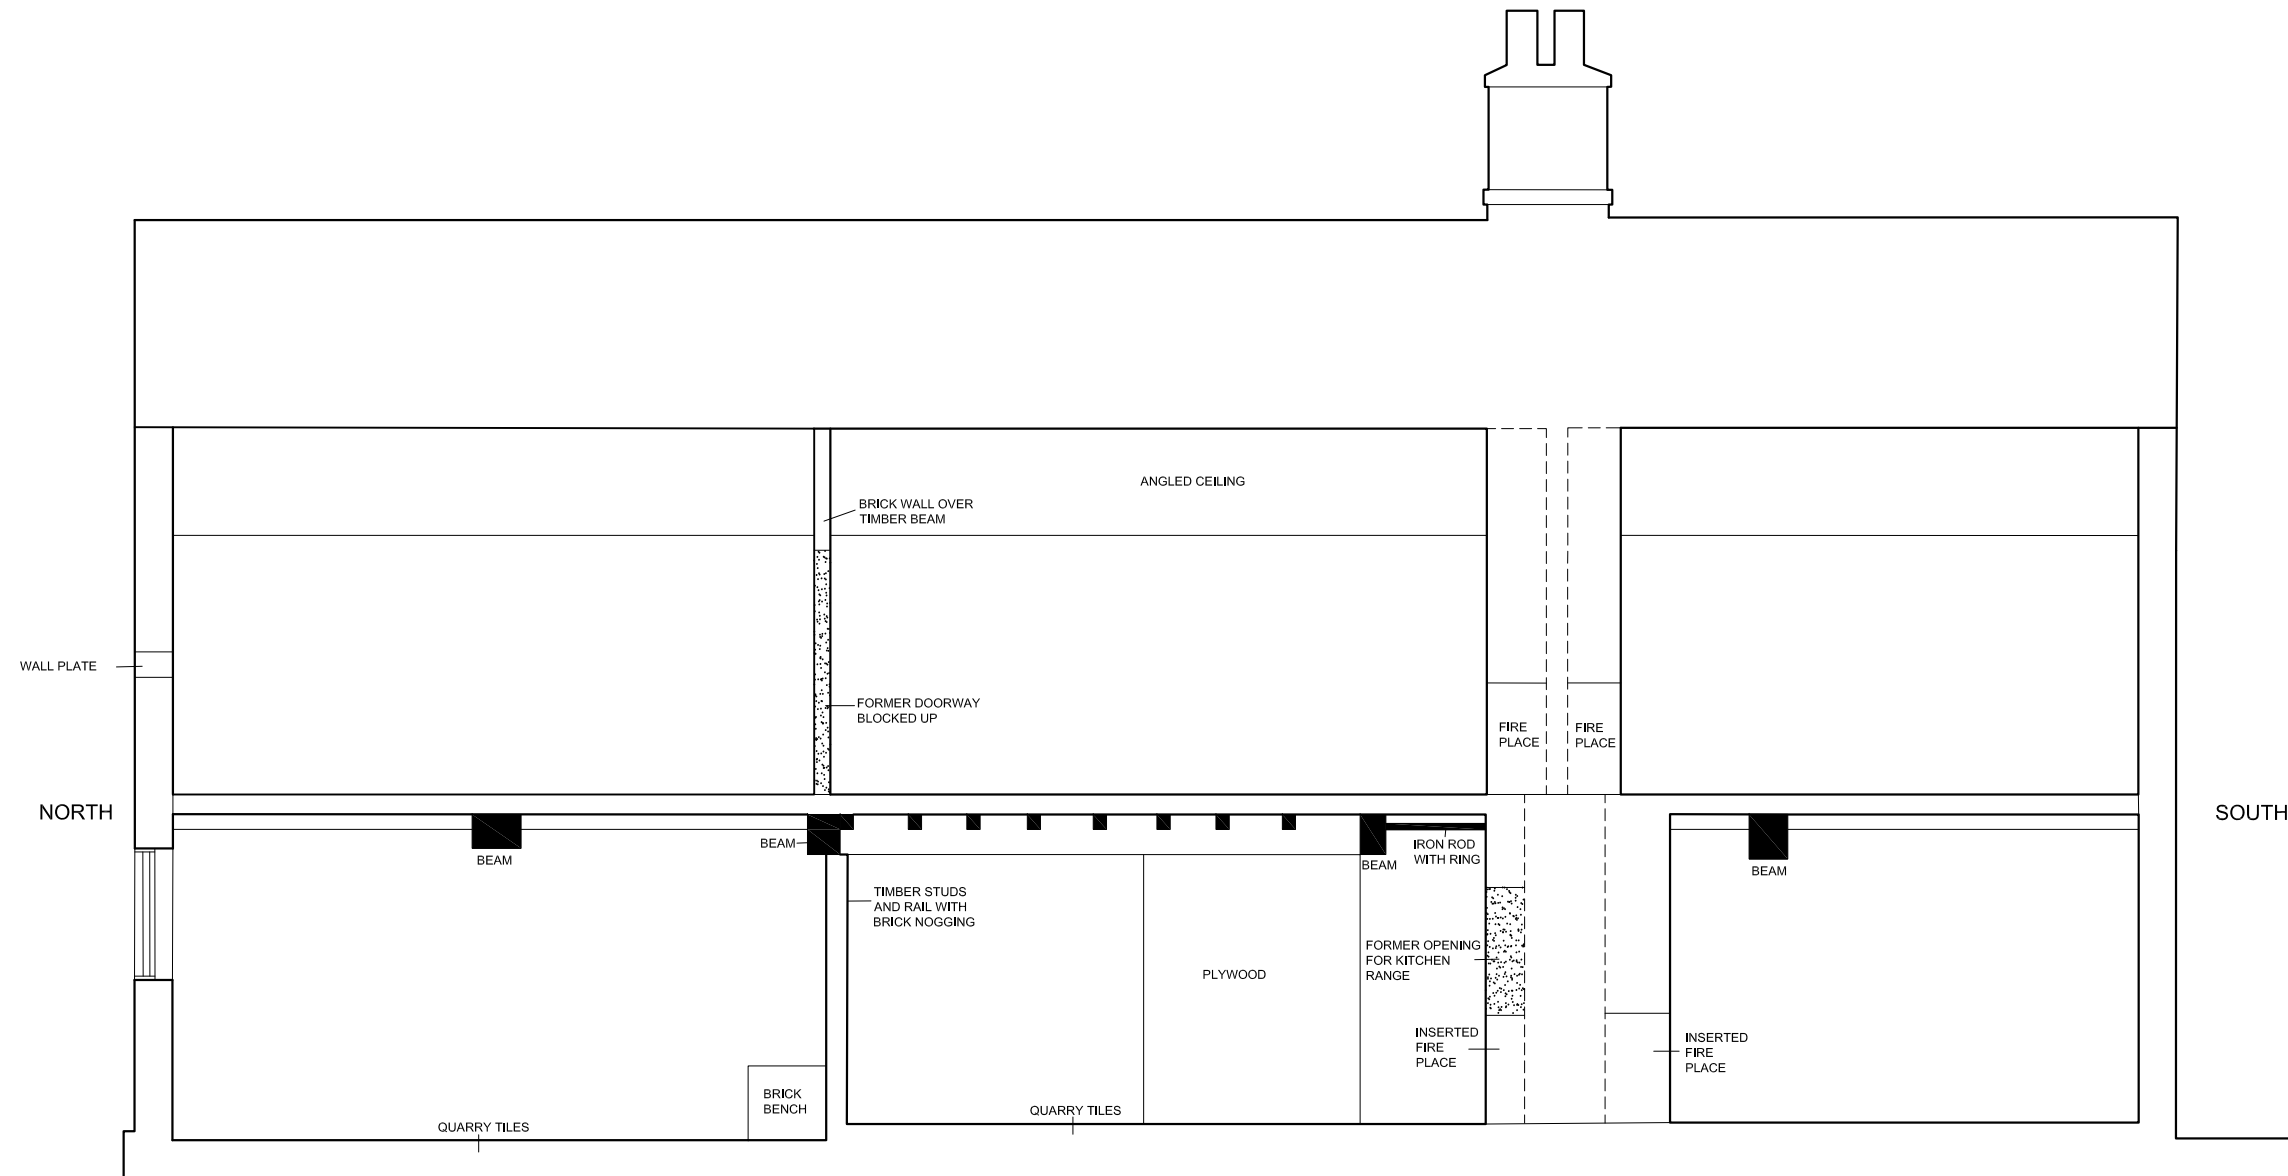 ANGLED CEILING
BRICK WALL OVER
TIMBER BEAM
WALL PLATE
FORMER DOORWAY
BLOCKED UP
FIRE
PLACE
FIRE
PLACE
NORTH
SOUTH
BEAM
BEAM
IRON ROD
WITH RING
BEAM
BEAM
TIMBER STUDS
AND RAIL WITH
BRICK NOGGING
FORMER OPENING
FOR KITCHEN
RANGE
PLYWOOD
INSERTED
FIRE
PLACE
INSERTED
FIRE
PLACE
BRICK
BENCH
QUARRY TILES
QUARRY TILES